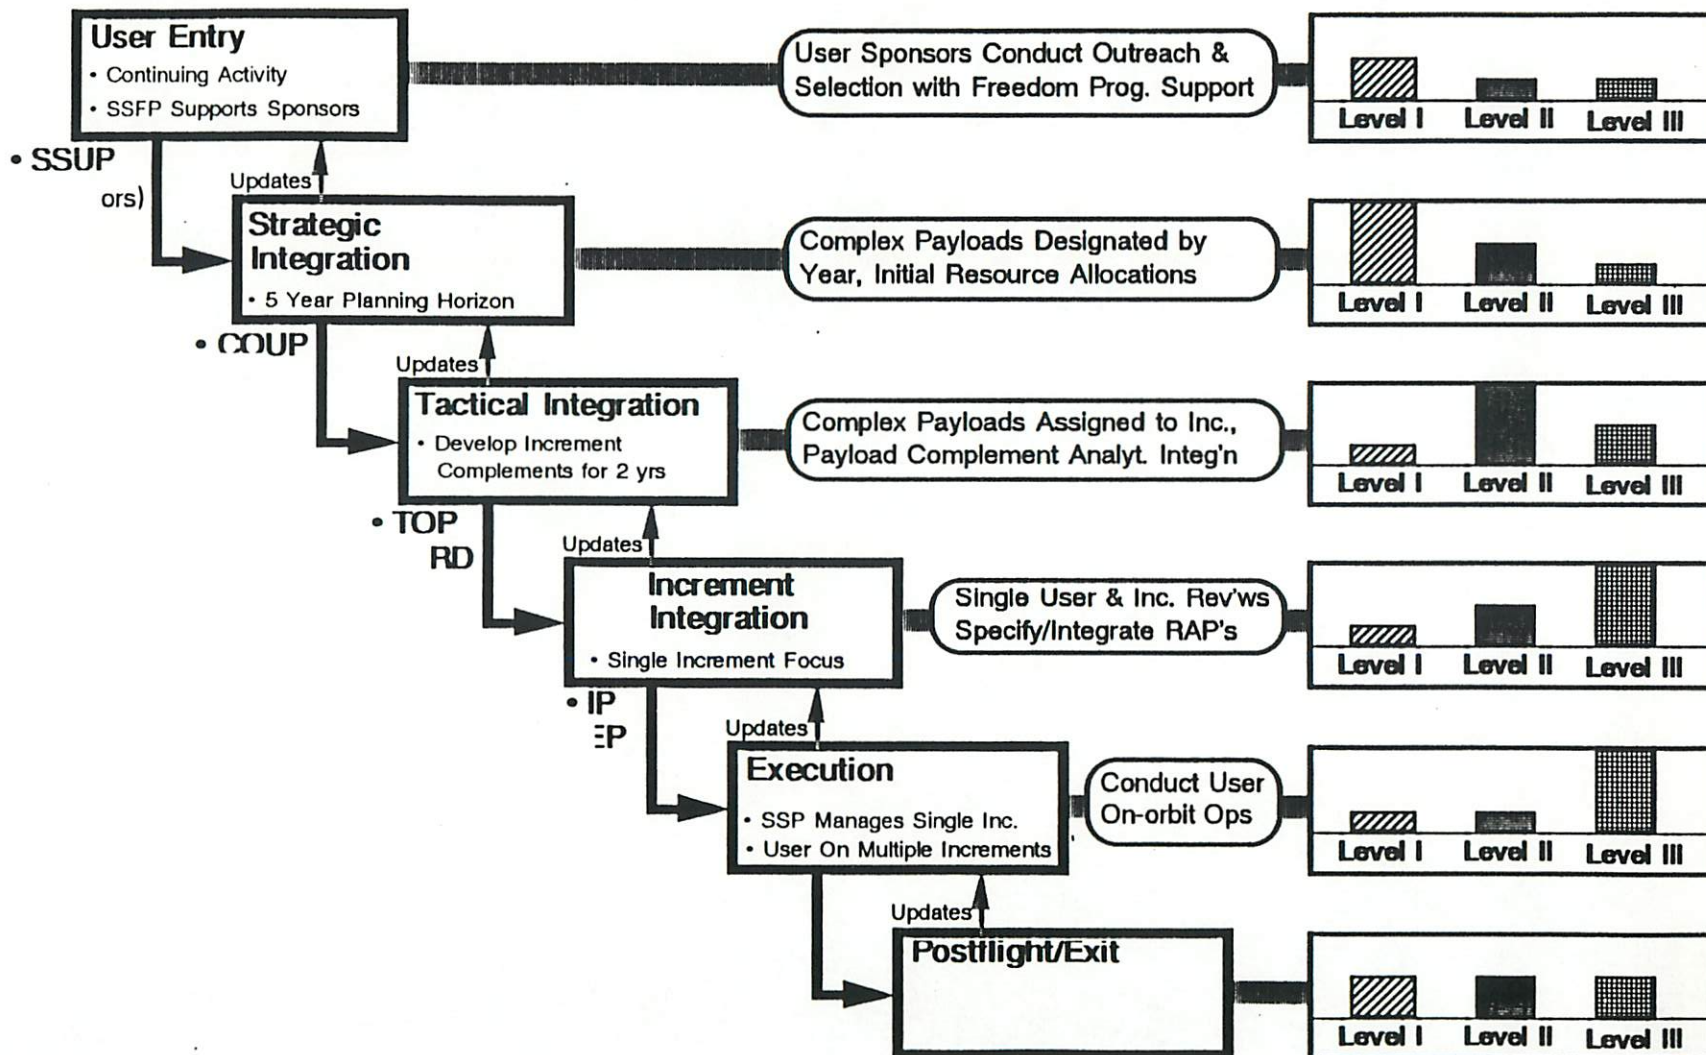 User Entry
• Continuing Activity
• SSFP Supports Sponsors
User Sponsors Conduct Outreach &
Selection with Freedom Prog. Support
Level I Level II Level III
• SSUP
ors)
Updates
Strategic
Integration
• 5 Year Planning Horizon
Complex Payloads Designated by
Year, Initial Resource Allocations
Level I Level II Level III
• COUP
Updates
Tactical Integration
• Develop Increment
Complements for 2 yrs
Complex Payloads Assigned to Inc.,
Payload Complement Analyt. Integ'n
Level I Level II Level III
• TOP
RD
Updates
Increment
Integration
• Single Increment Focus
Single User & Inc. Rev'ws
Specify/Integrate RAP's
Level I Level II Level III
• IP
P
Updates
Execution
• SSP Manages Single Inc.
• User On Multiple Increments
Conduct User
On-orbit Ops
Level I Level II Level III
Updates
Postflight/Exit
Level I Level II Level III